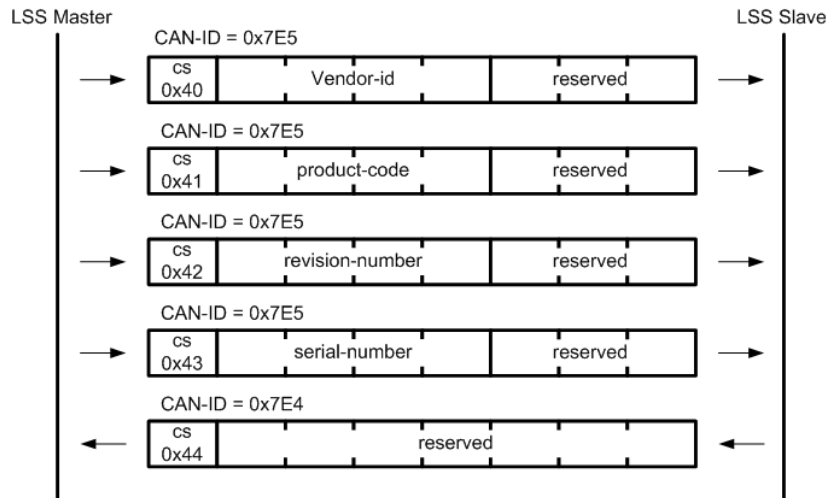 LSS Master
LSS Slave
CAN-ID = 0x7E5
cs
0x40
Vendor-id
reserved
CAN-ID = 0x7E5
cs
0x41
product-code
reserved
CAN-ID = 0x7E5
cs
0x42
revision-number
reserved
CAN-ID = 0x7E5
cs
0x43
serial-number
reserved
CAN-ID = 0x7E4
cs
0x44
reserved